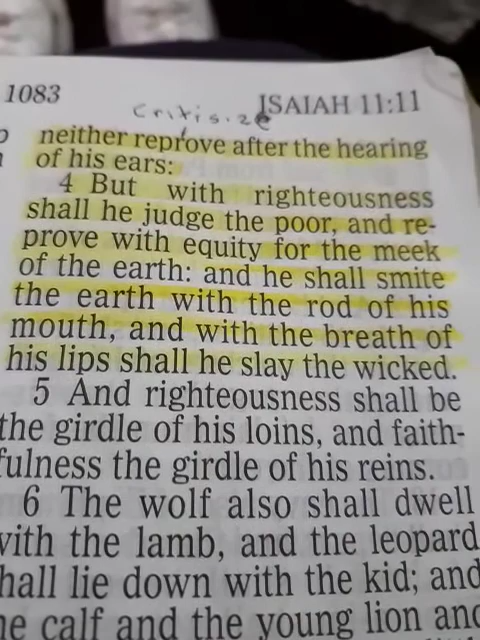 1083
ISAIAH 11:11
Critisize
neither reprove after the hearing
of his ears:
4 But with righteousness
shall he judge the poor, and re-
prove with equity for the meek
of the earth: and he shall smite
the earth with the rod of his
mouth, and with the breath of
his lips shall he slay the wicked.
5 And righteousness shall be
the girdle of his loins, and faith-
fulness the girdle of his reins.
6 The wolf also shall dwell
with the lamb, and the leopard
hall lie down with the kid; and
he calf and the young lion and